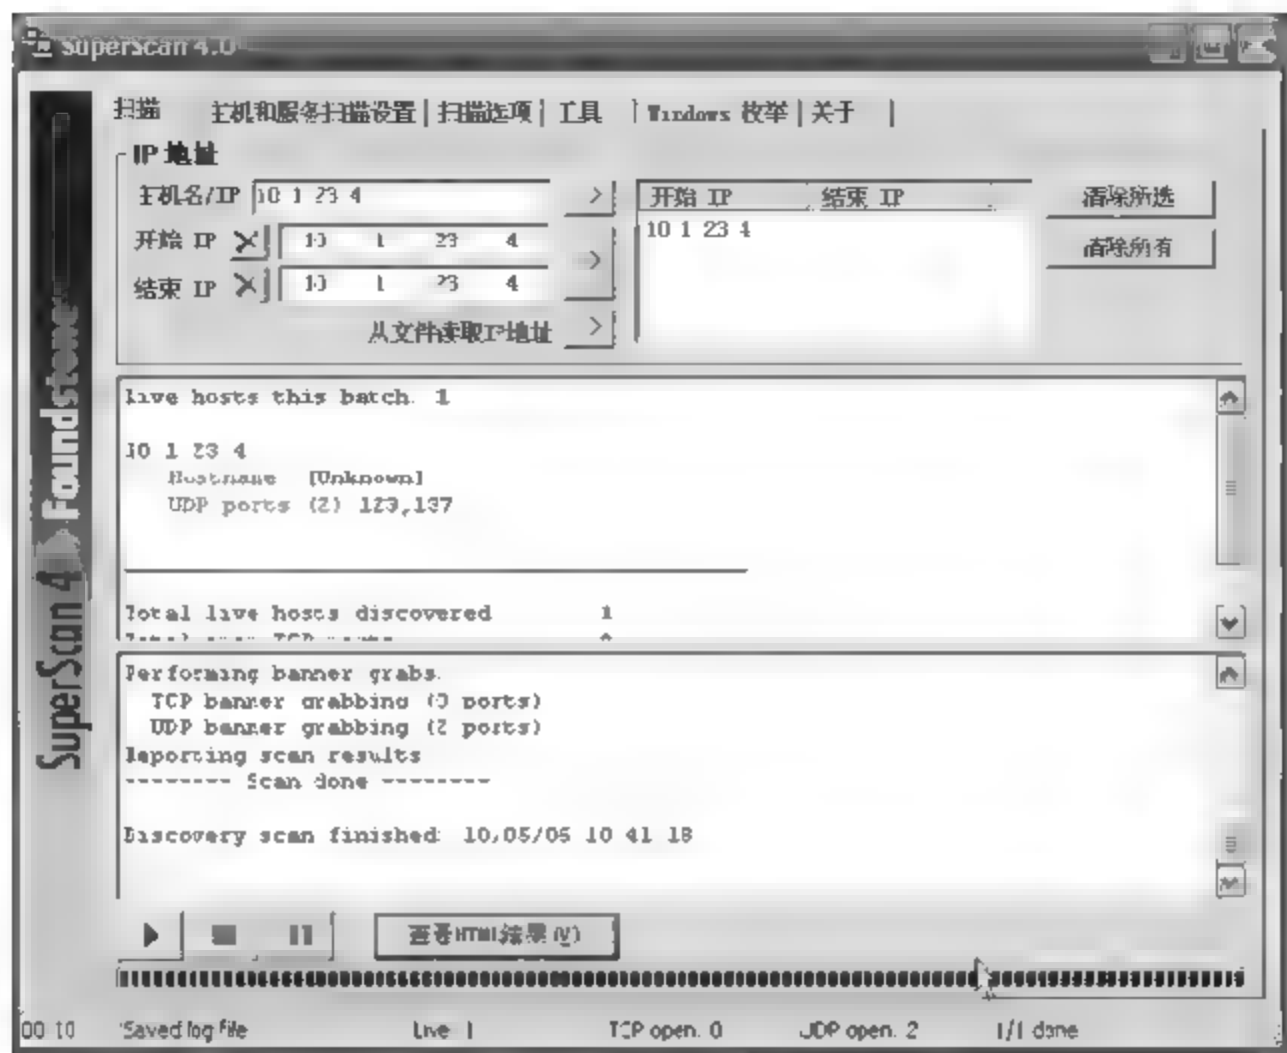 SuperScan 4.0
扫描 主机和服务扫描设置 扫描选项 工具 Windows 枚举 关于
IP 地址
主机名/IP 10 1 23 4
开始 IP 10 1 23 4
结束 IP 10 1 23 4
从文件读取IP地址
开始 IP 结束 IP
10 1 23 4
清除所选
清除所有
SuperScan 4 Foundstone
Live hosts this batch: 1
10 1 23 4
Hostname [Unknown]
UDP ports (2) 123,137
Total live hosts discovered 1
Performing banner grabs.
TCP banner grabbing (0 ports)
UDP banner grabbing (2 ports)
Reporting scan results
-------- Scan done --------
Discovery scan finished: 10/05/05 10 41 18
查看HTML结果(V)
00 10 Saved log file Live: 1 TCP open: 0 UDP open: 2 1/1 done